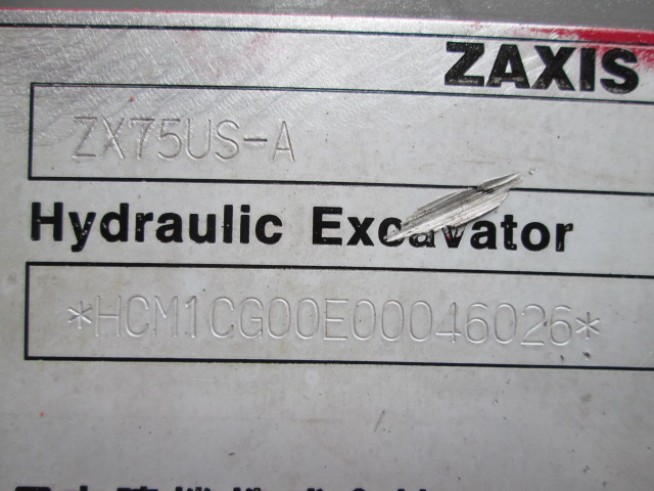 ZAXIS
ZX75US-A
Hydraulic Excavator
*HCM1CG00E00046026*